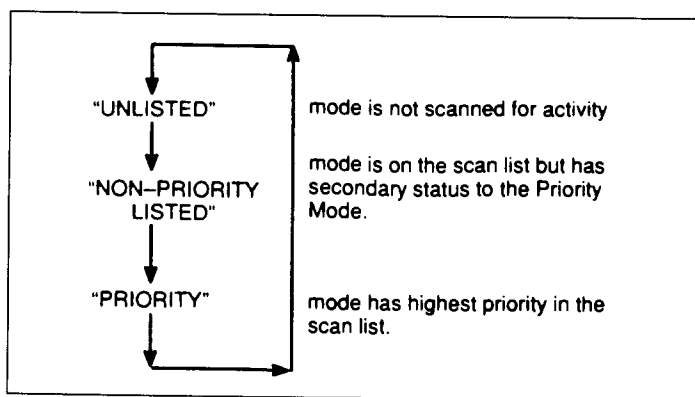 "UNLISTED" mode is not scanned for activity
"NON–PRIORITY
LISTED"
mode is on the scan list but has
secondary status to the Priority
Mode.
"PRIORITY"
mode has highest priority in the
scan list.